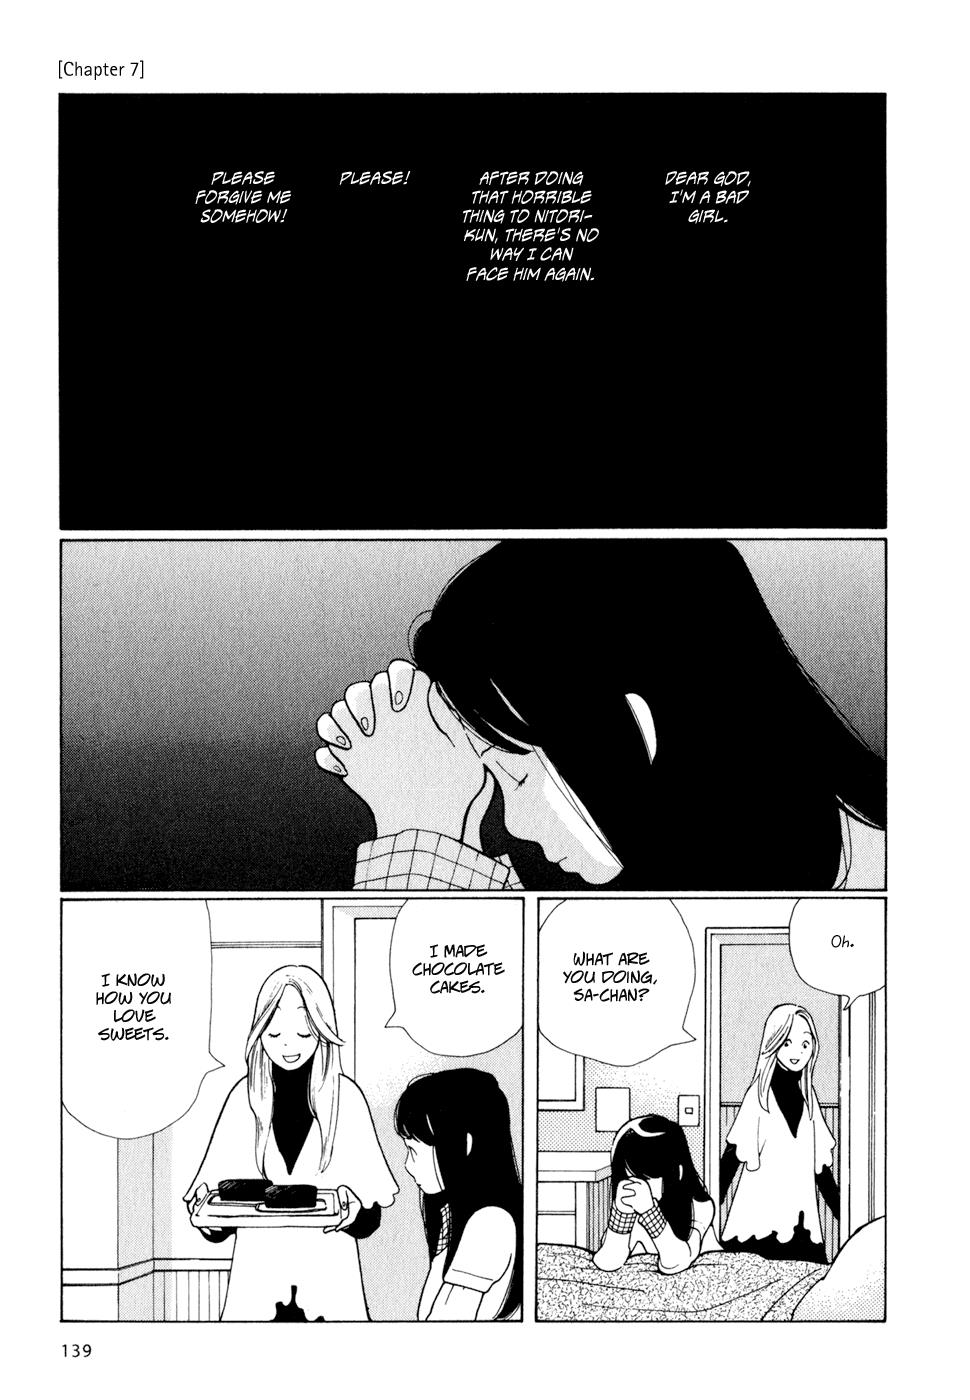 [Chapter 7]
DEAR GOD,
I'M A BAD
GIRL.
AFTER DOING
THAT HORRIBLE
THING TO NITORI-
KUN, THERE'S NO
WAY I CAN
FACE HIM AGAIN.
PLEASE!
PLEASE
FORGIVE ME
SOMEHOW!
Oh.
WHAT ARE
YOU DOING,
SA-CHAN?
I MADE
CHOCOLATE
CAKES.
I KNOW
HOW YOU
LOVE
SWEETS.
139